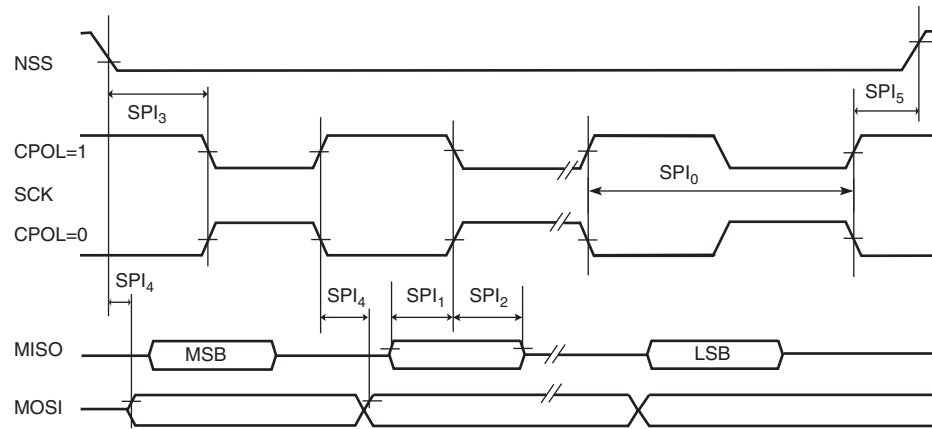 NSS
SPI3
SPI5
CPOL=1
SCK
SPI0
CPOL=0
SPI4
SPI4
SPI1
SPI2
MISO
MSB
LSB
MOSI